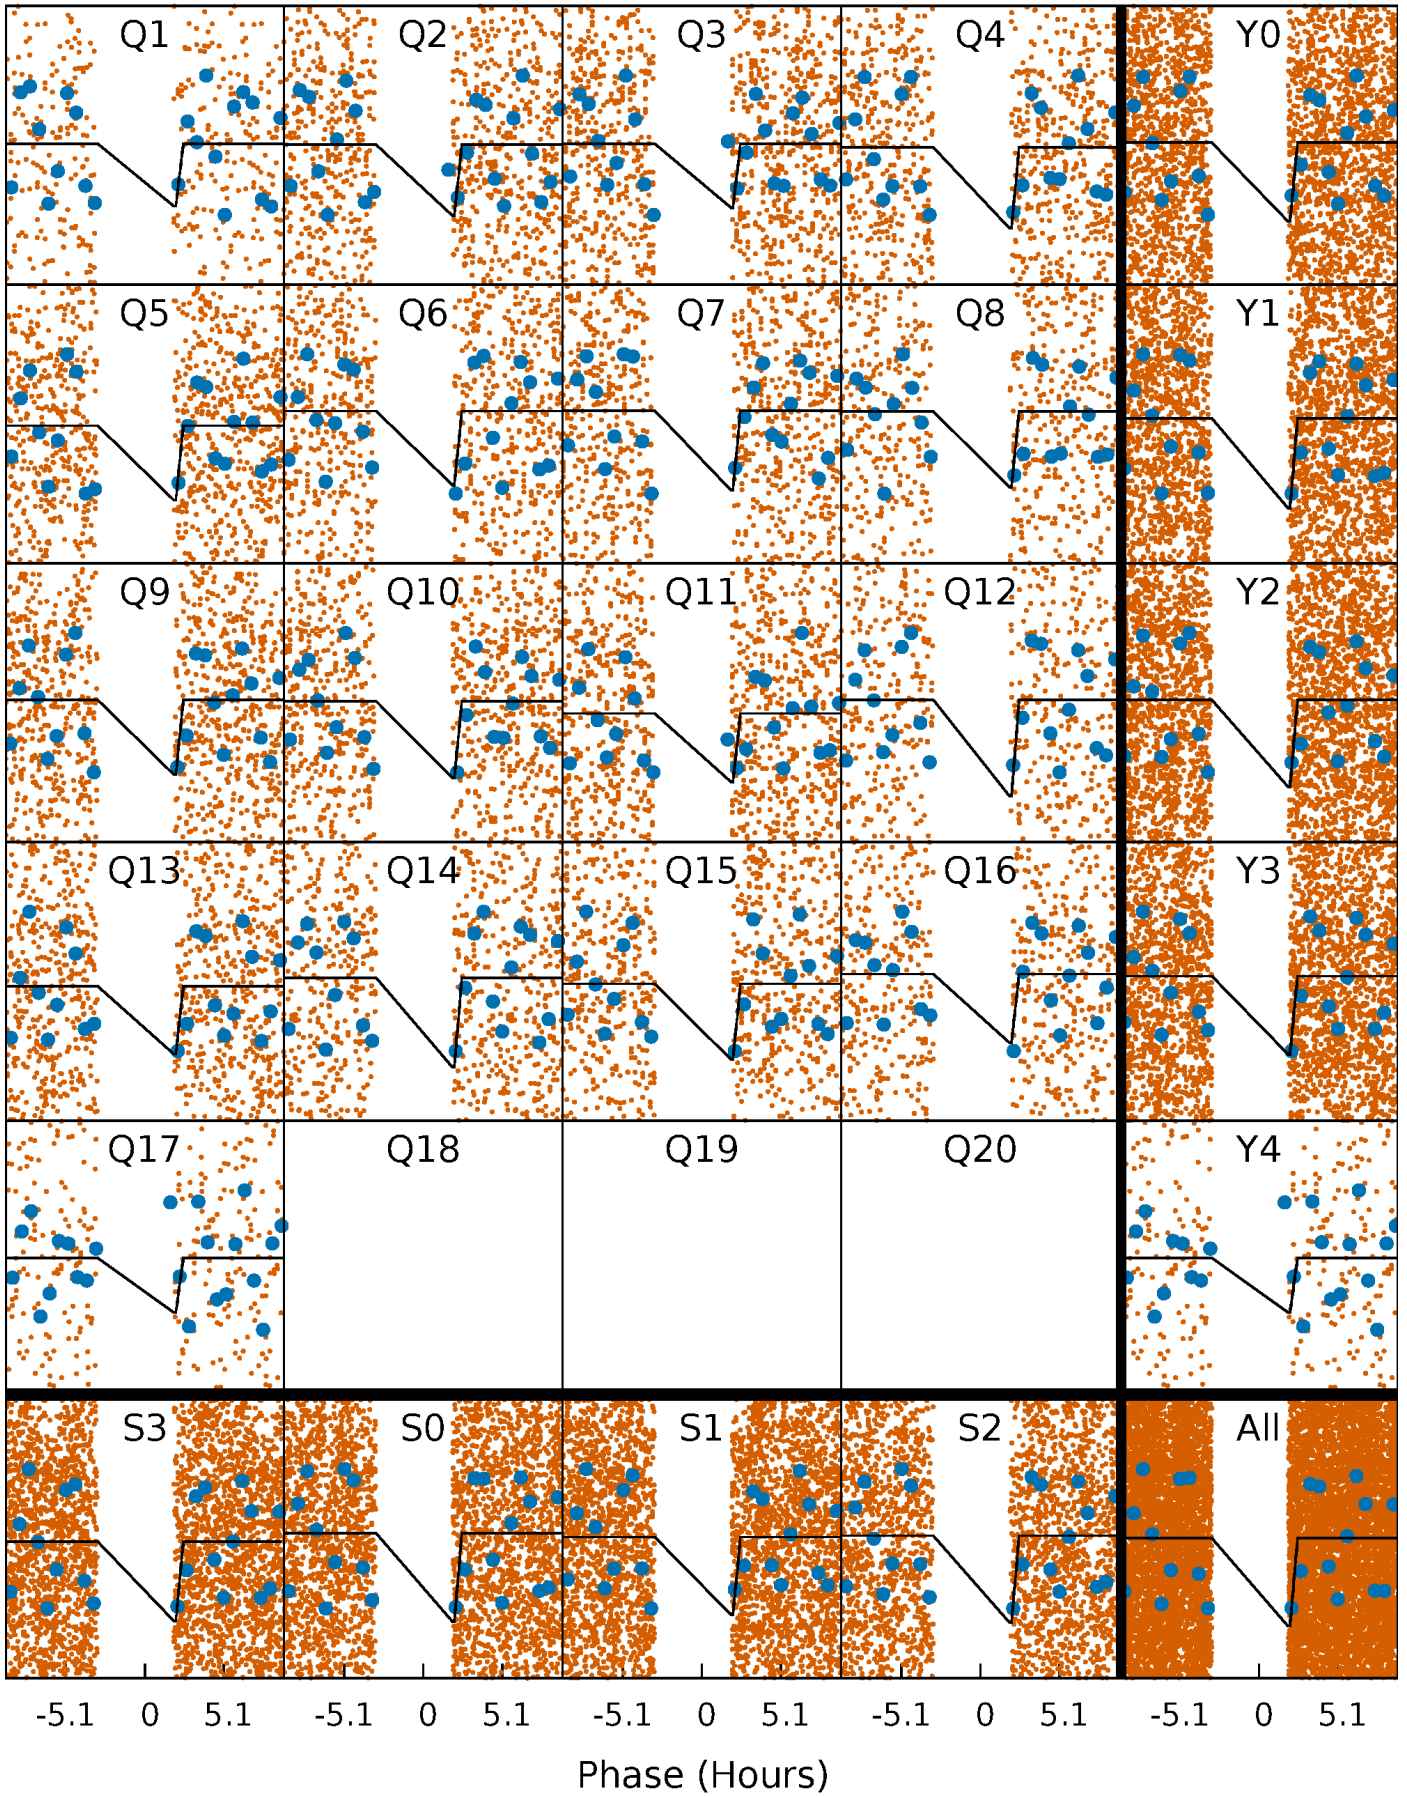 Q1 Q2 Q3 Q4 Y0
Q5 Q6 Q7 Q8 Y1
Q9 Q10 Q11 Q12 Y2
Q13 Q14 Q15 Q16 Y3
Q17 Q18 Q19 Q20 Y4
S3 S0 S1 S2 All
-5.1 0 5.1 -5.1 0 5.1 -5.1 0 5.1 -5.1 0 5.1 -5.1 0 5.1
Phase (Hours)